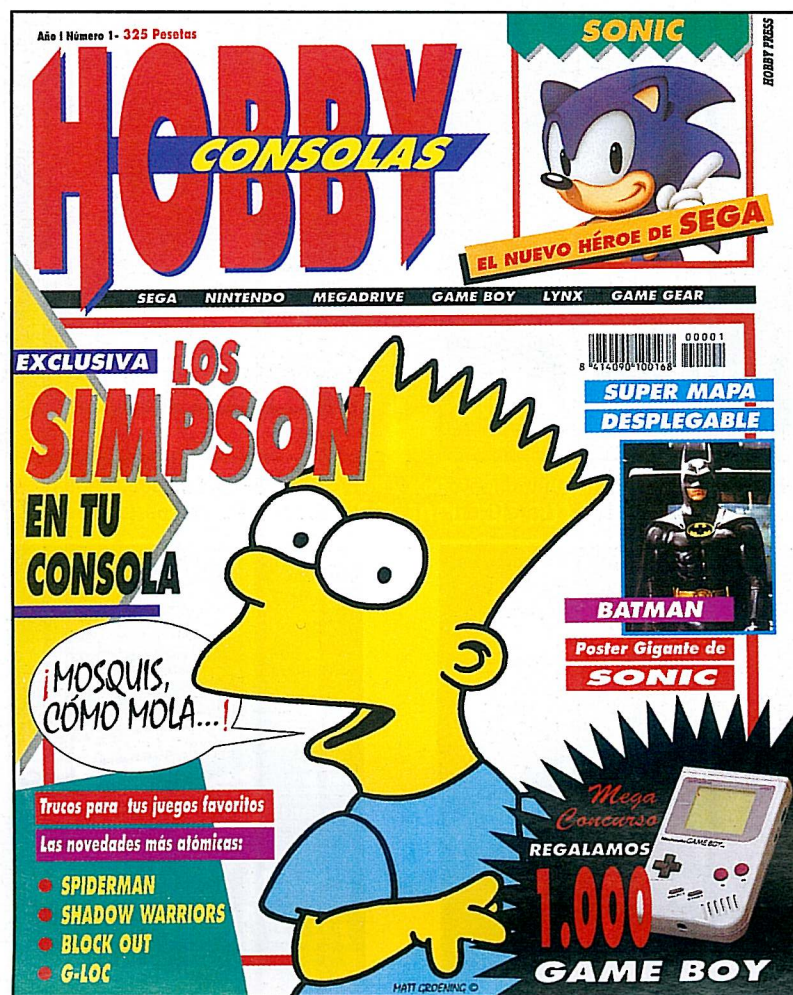 Año I Número 1- 325 Pesetas
HOBBY
CONSOLAS
SONIC
HOBBY PRESS
EL NUEVO HÉROE DE SEGA
SEGA NINTENDO MEGADRIVE GAME BOY LYNX GAME GEAR
EXCLUSIVA
LOS
SIMPSON
EN TU
CONSOLA
00001
8 414090 100168
SUPER MAPA
DESPLEGABLE
BATMAN
Poster Gigante de
SONIC
¡MOSQUIS,
CÓMO MOLA...!
Trucos para tus juegos favoritos
Las novedades más atómicas:
SPIDERMAN
SHADOW WARRIORS
BLOCK OUT
G-LOC
Mega
Concurso
REGALAMOS
1.000
GAME BOY
Nintendo GAME BOY
MATT GROENING ©